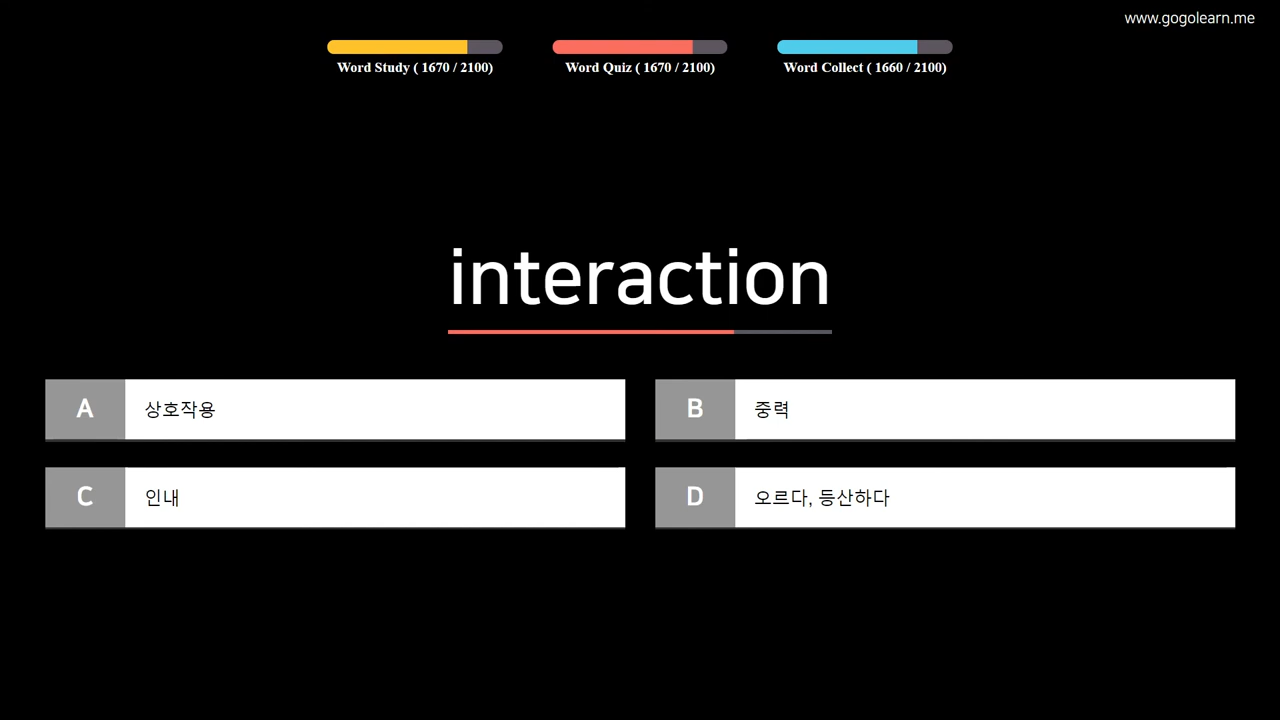 www.gogolearn.me
Word Study ( 1670 / 2100)
Word Quiz ( 1670 / 2100)
Word Collect ( 1660 / 2100)
interaction
A 상호작용
B 중력
C 인내
D 오르다, 등산하다